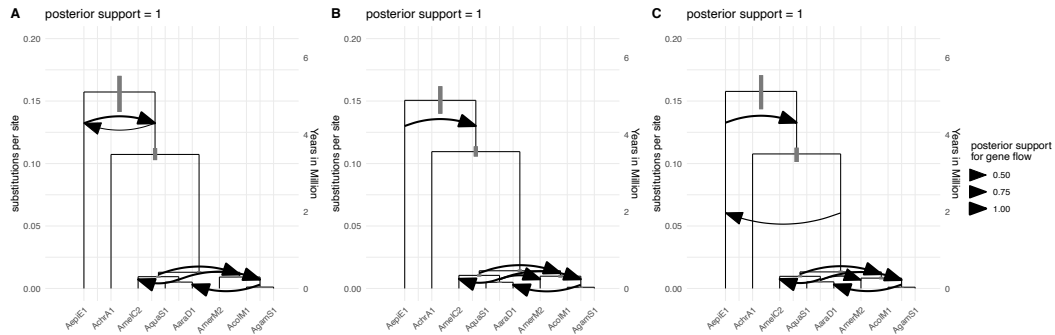 A
posterior support = 1
0.20
0.15
0.10
0.05
0.00
substitutions per site
6
4
2
0
Years in Million
AepiE1
AchrA1
AmelC2
AquaS1
AaraD1
AmerM2
AcolM1
AgamS1
B
posterior support = 1
0.20
0.15
0.10
0.05
0.00
substitutions per site
6
4
2
0
Years in Million
AepiE1
AchrA1
AmelC2
AquaS1
AaraD1
AmerM2
AcolM1
AgamS1
C
posterior support = 1
0.20
0.15
0.10
0.05
0.00
substitutions per site
6
4
2
0
Years in Million
AepiE1
AchrA1
AmelC2
AquaS1
AaraD1
AmerM2
AcolM1
AgamS1
posterior support
for gene flow
0.50
0.75
1.00